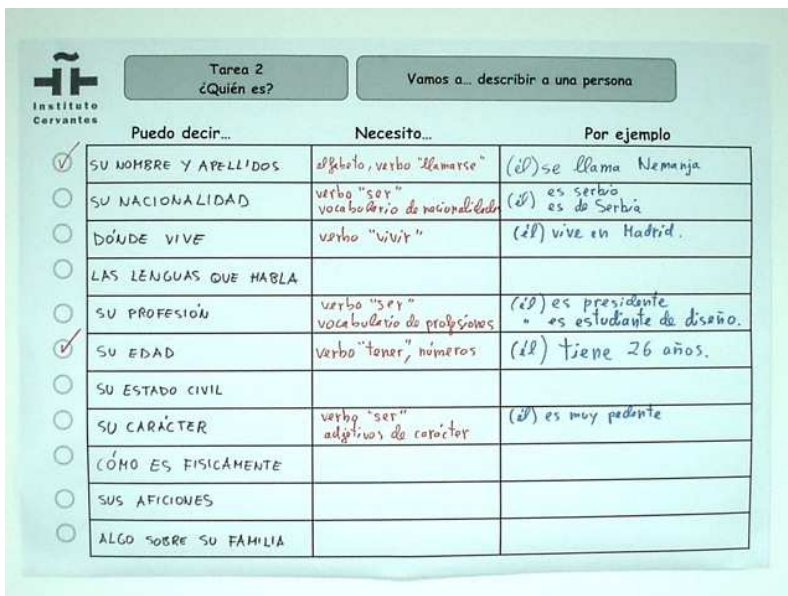 Instituto
Cervantes
Tarea 2
¿Quién es?
Vamos a... describir a una persona
Puedo decir...
Necesito...
Por ejemplo
SU NOMBRE Y APELLIDOS
alfabeto, verbo "llamarse"
(él) se llama Nemanja
SU NACIONALIDAD
verbo "ser"
vocabulario de nacionalidades
(él) es serbio
es de Serbia
DÓNDE VIVE
verbo "vivir"
(él) vive en Madrid.
LAS LENGUAS QUE HABLA
SU PROFESIÓN
verbo "ser"
vocabulario de profesiones
(él) es presidente
" es estudiante de diseño.
SU EDAD
verbo "tener", números
(él) tiene 26 años.
SU ESTADO CIVIL
SU CARÁCTER
verbo "ser"
adjetivos de carácter
(él) es muy pedante
CÓMO ES FISICAMENTE
SUS AFICIONES
ALGO SOBRE SU FAMILIA